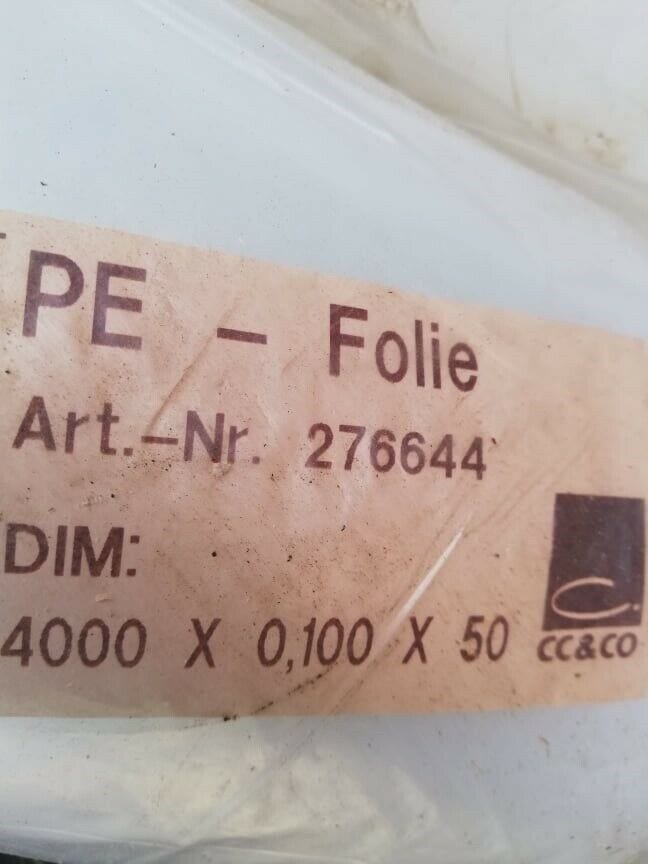 PE - Folie
Art.-Nr. 276644
DIM:
4000 X 0,100 X 50
CC&CO